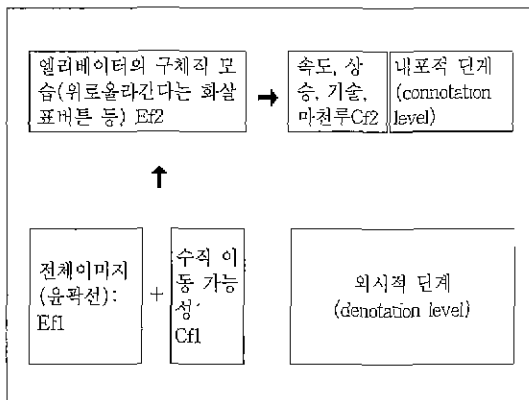 엘리베이터의 구체적 모
습(위로올라간다는 화살
표버튼 등) Ef2
속도, 상
승, 기술,
마천루Cf2
내포적 단계
(connotation
level)
전체이미지
(윤곽선):
Ef1
+
수직 이
동 가능
성
Cf1
외시적 단계
(denotation level)